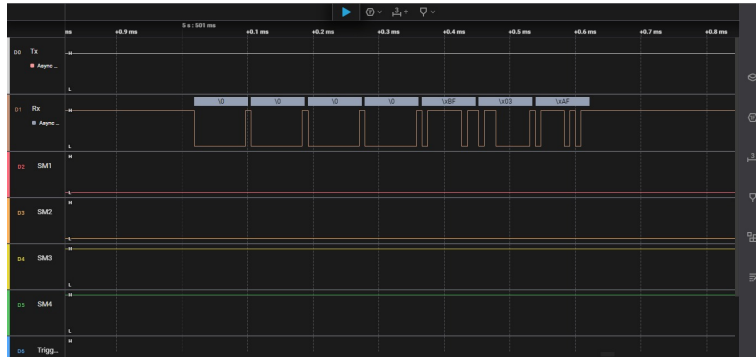 5 s : 501 ms
ms +0.9 ms +0.1 ms +0.2 ms +0.3 ms +0.4 ms +0.5 ms +0.6 ms +0.7 ms +0.8 ms
D0 Tx H
Async ...
L
\0 \0 \0 \0 \xBF \x03 \xAF
D1 Rx H
Async ...
L
D2 SM1 H
L
D3 SM2 H
L
D4 SM3 H
L
D5 SM4 H
L
D6 Trigg... H